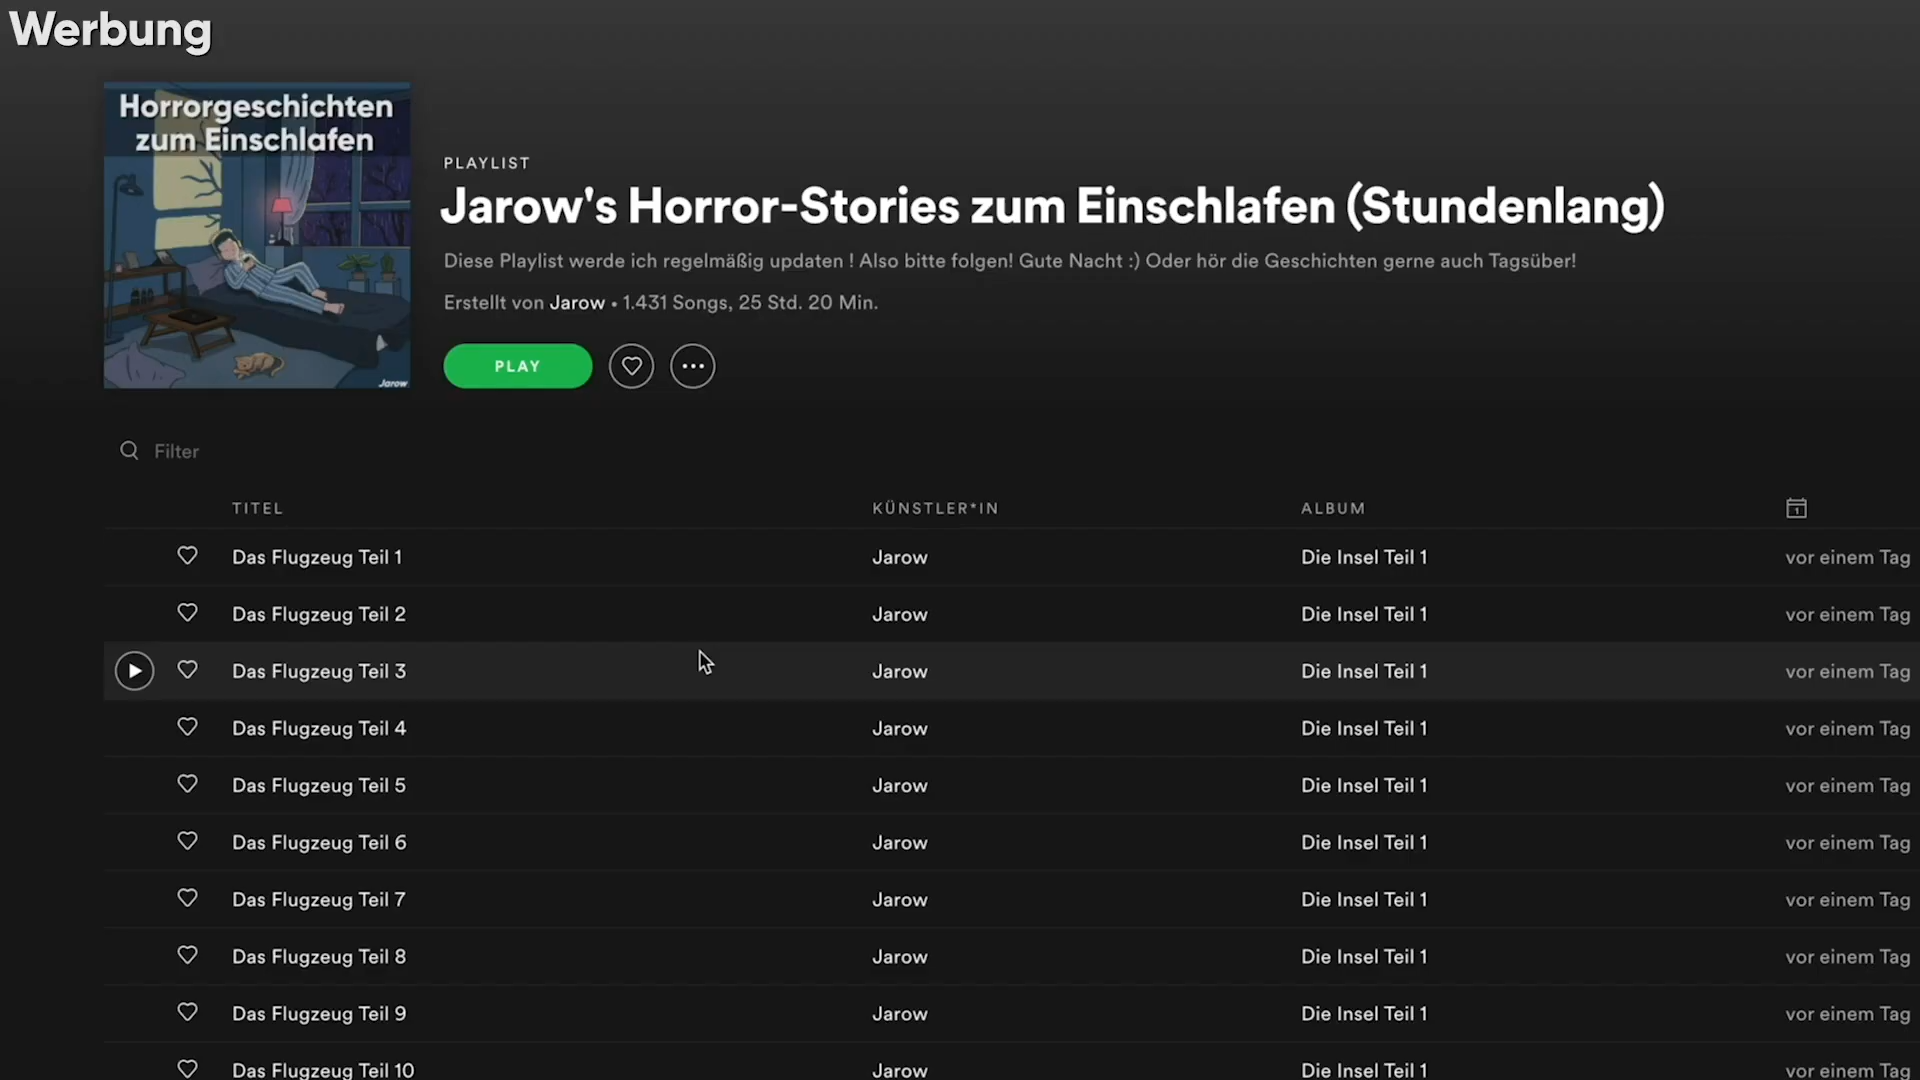 Werbung
Horrorgeschichten
zum Einschlafen
Jarow
PLAYLIST
Jarow's Horror-Stories zum Einschlafen (Stundenlang)
Diese Playlist werde ich regelmäßig updaten ! Also bitte folgen! Gute Nacht :) Oder hör die Geschichten gerne auch Tagsüber!
Erstellt von Jarow • 1.431 Songs, 25 Std. 20 Min.
PLAY
Filter
TITEL KÜNSTLER*IN ALBUM 1
Das Flugzeug Teil 1 Jarow Die Insel Teil 1 vor einem Tag
Das Flugzeug Teil 2 Jarow Die Insel Teil 1 vor einem Tag
Das Flugzeug Teil 3 Jarow Die Insel Teil 1 vor einem Tag
Das Flugzeug Teil 4 Jarow Die Insel Teil 1 vor einem Tag
Das Flugzeug Teil 5 Jarow Die Insel Teil 1 vor einem Tag
Das Flugzeug Teil 6 Jarow Die Insel Teil 1 vor einem Tag
Das Flugzeug Teil 7 Jarow Die Insel Teil 1 vor einem Tag
Das Flugzeug Teil 8 Jarow Die Insel Teil 1 vor einem Tag
Das Flugzeug Teil 9 Jarow Die Insel Teil 1 vor einem Tag
Das Flugzeug Teil 10 Jarow Die Insel Teil 1 vor einem Tag